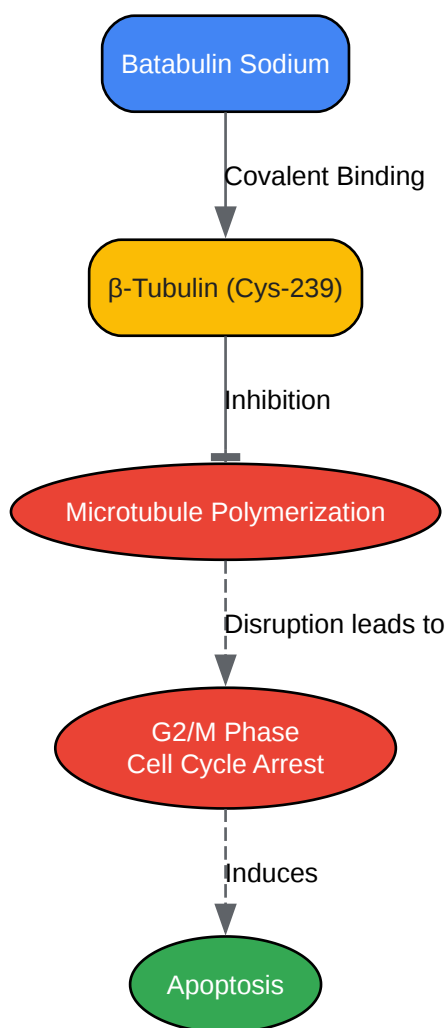 Batabulin Sodium
Covalent Binding
β-Tubulin (Cys-239)
Inhibition
Microtubule Polymerization
Disruption leads to
G2/M Phase
Cell Cycle Arrest
Induces
Apoptosis